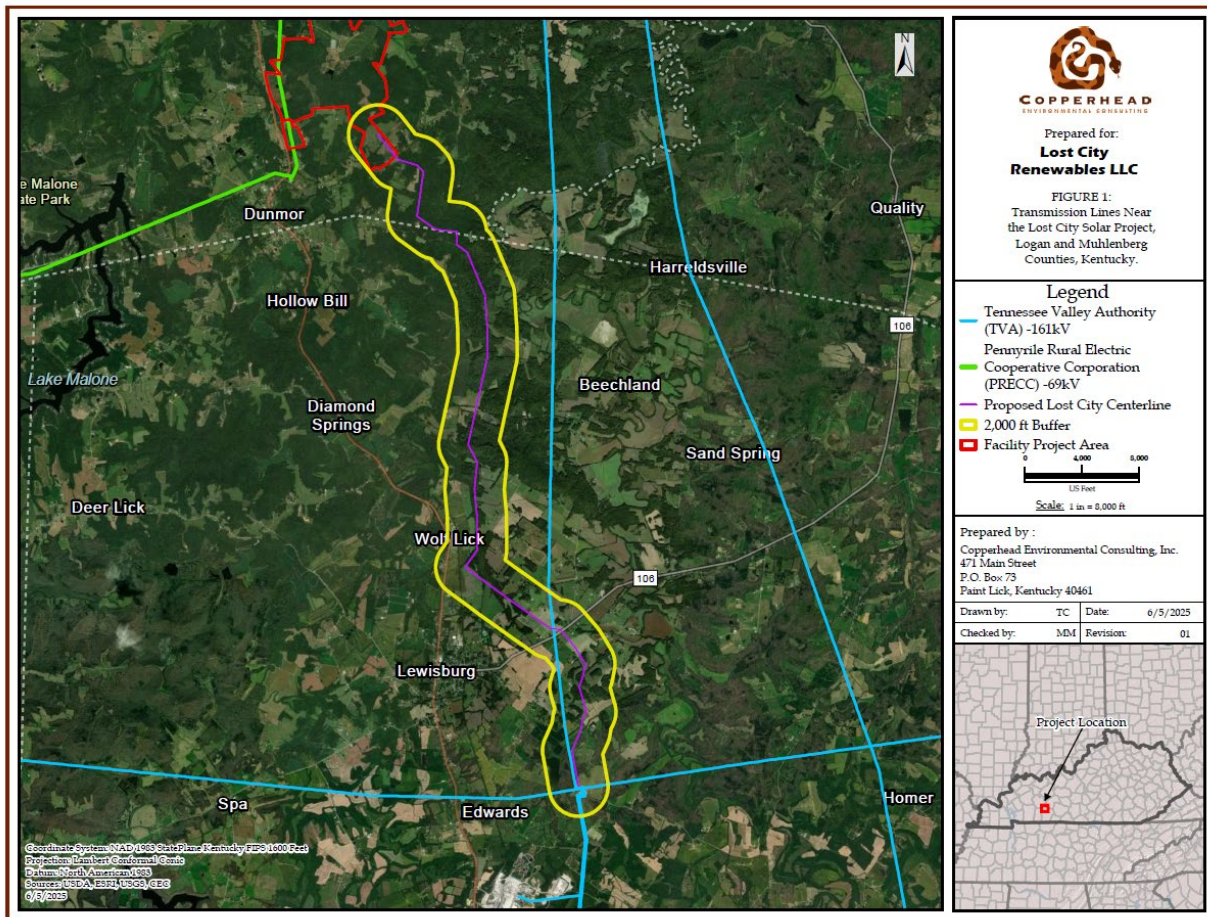 N
e Malone
ate Park
Dunmor
Quality
Harreldsville
Hollow Bill
106
Lake Malone
Beechland
Diamond
Springs
Sand Spring
Deer Lick
Wolf Lick
106
Lewisburg
Spa
Edwards
Homer
Coordinate System: NAD 1983 StatePlane Kentucky FIPS 1600 Feet
Projection: Lambert Conformal Conic
Datum: North American 1983
Sources: USDA, ESRI, USGS, CEC
6/5/2025
COPPERHEAD
ENVIRONMENTAL CONSULTING
Prepared for:
Lost City
Renewables LLC
FIGURE 1:
Transmission Lines Near
the Lost City Solar Project,
Logan and Muhlenberg
Counties, Kentucky.
Legend
Tennessee Valley Authority
(TVA) -161kV
Pennyrile Rural Electric
Cooperative Corporation
(PRECC) -69kV
Proposed Lost City Centerline
2,000 ft Buffer
Facility Project Area
0 4,000 8,000
US Feet
Scale: 1 in = 8,000 ft
Prepared by :
Copperhead Environmental Consulting, Inc.
471 Main Street
P.O. Box 73
Paint Lick, Kentucky 40461
Drawn by: TC Date: 6/5/2025
Checked by: MM Revision: 01
Project Location